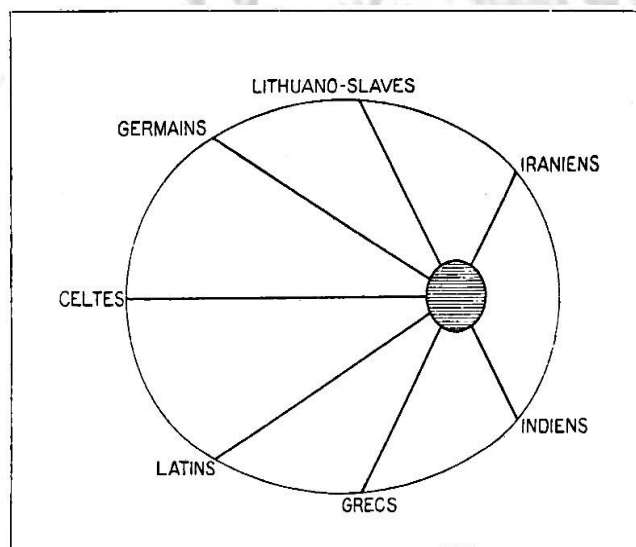 LITHUANO-SLAVES
GERMAINS
IRANIENS
CELTES
INDIENS
LATINS
GRECS